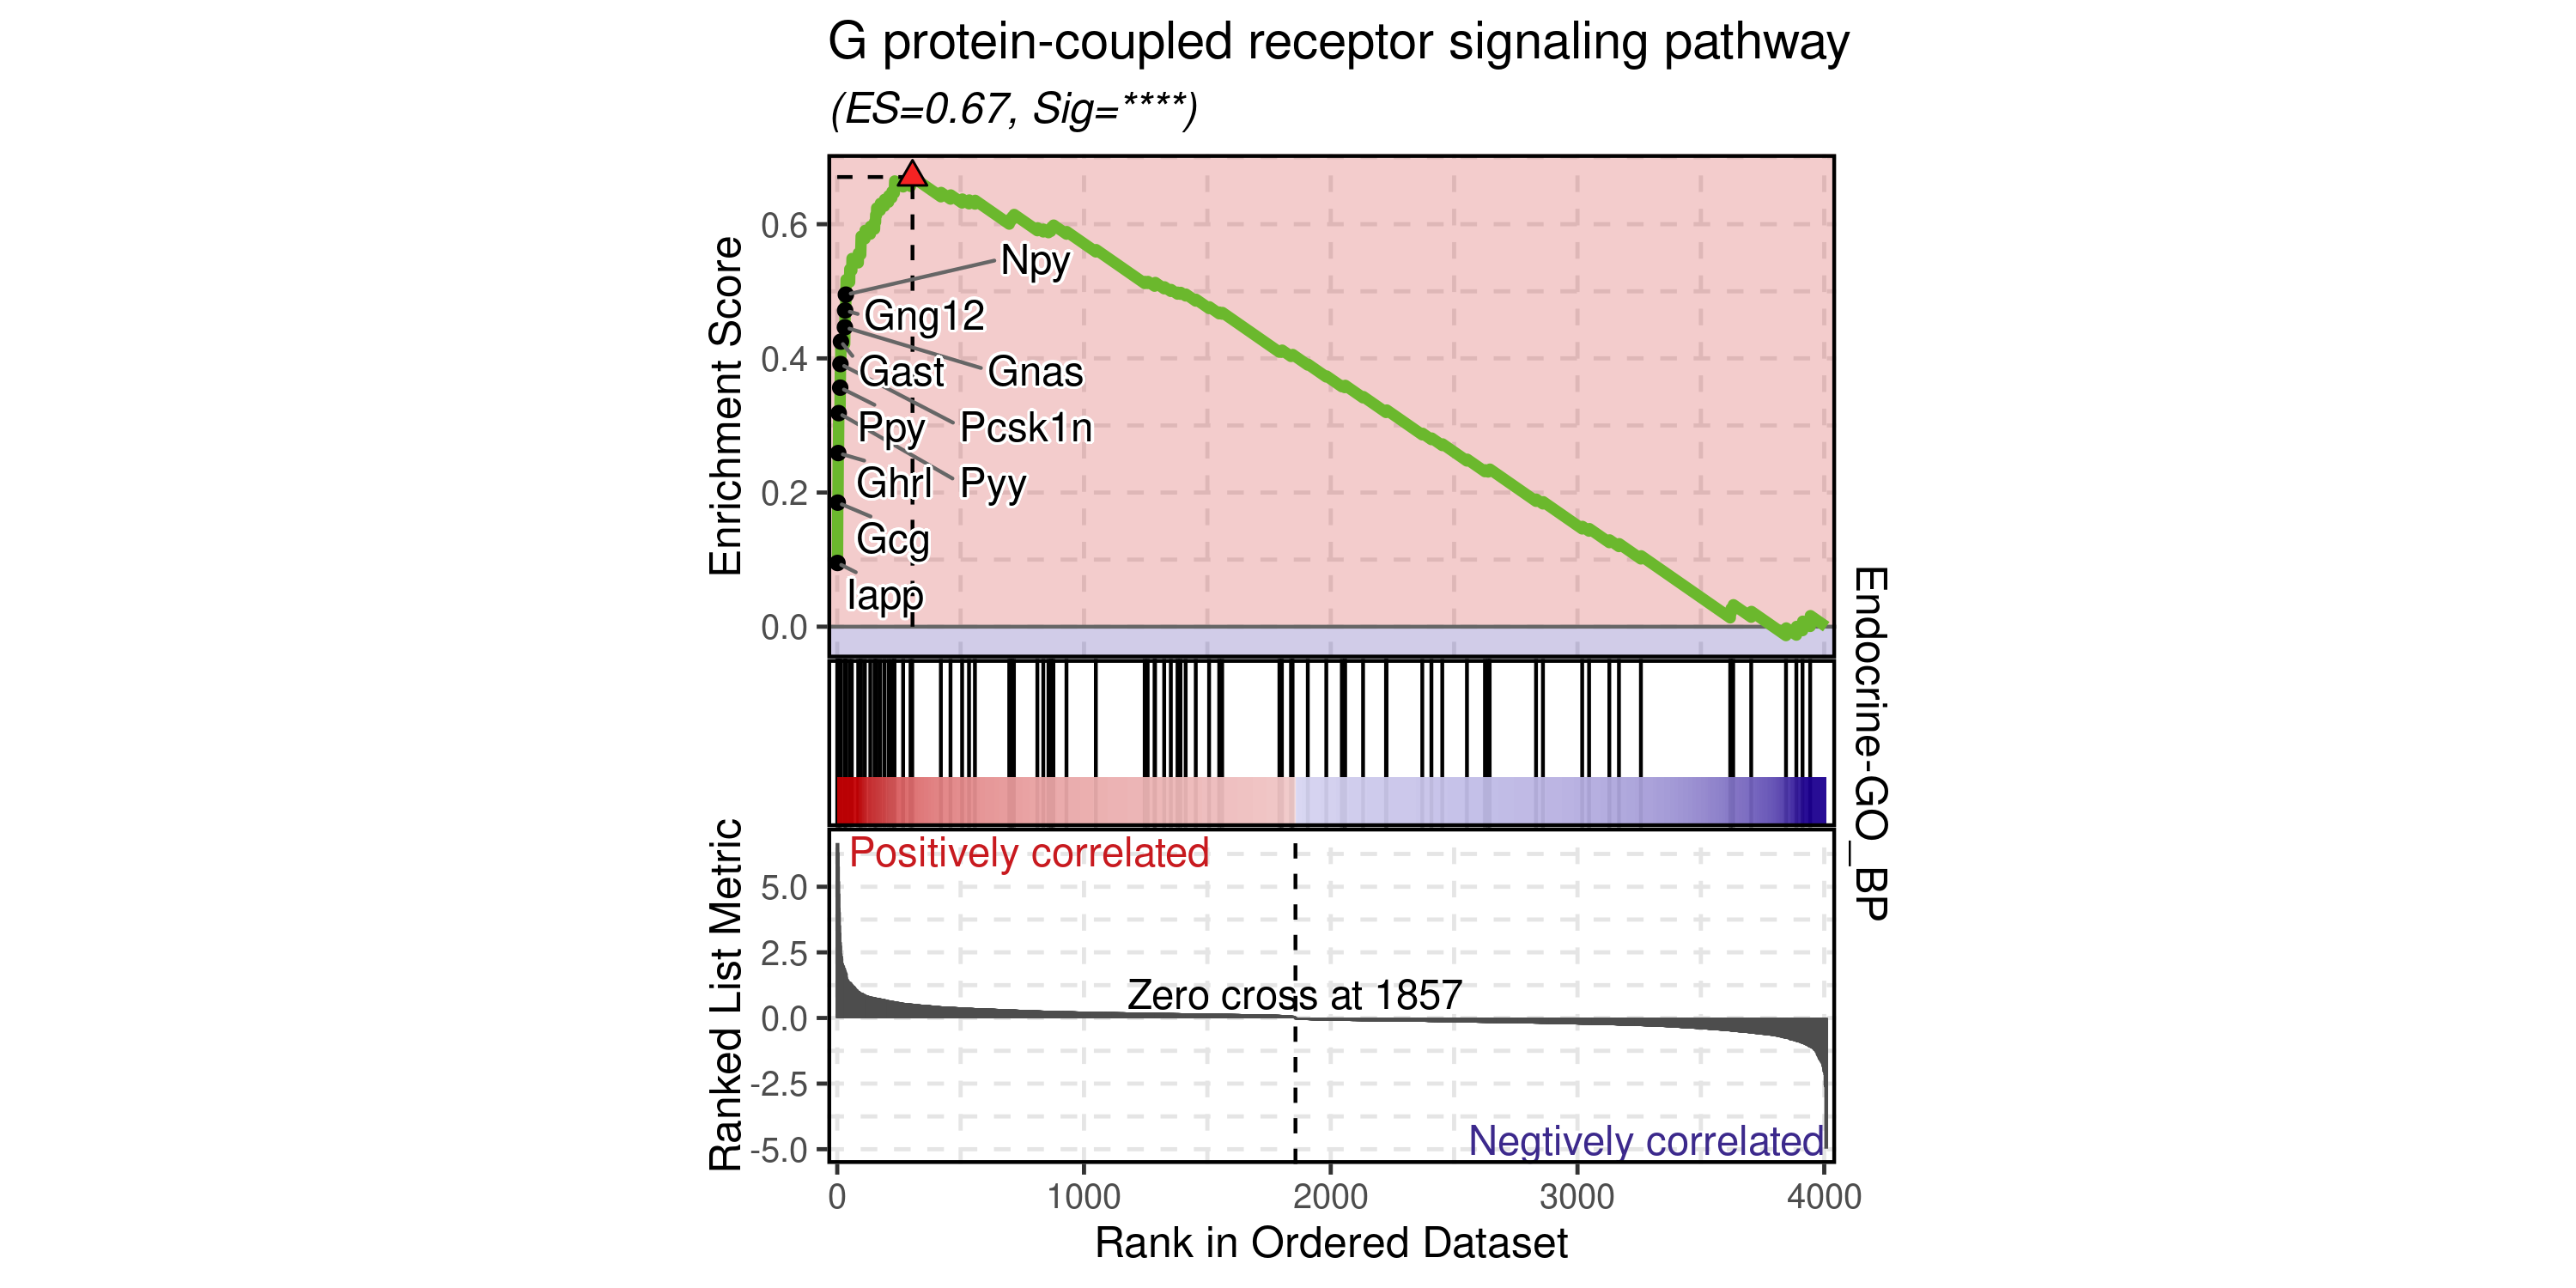 G protein-coupled receptor signaling pathway
(ES=0.67, Sig=****)
Enrichment Score
0.6
0.4
0.2
0.0
Npy
Gng12
Gast
Gnas
Ppy
Pcsk1n
Ghrl
Pyy
Gcg
Iapp
Endocrine-GO_BP
Ranked List Metric
5.0
2.5
0.0
-2.5
-5.0
Positively correlated
Zero cross at 1857
Negtively correlated
0 1000 2000 3000 4000
Rank in Ordered Dataset